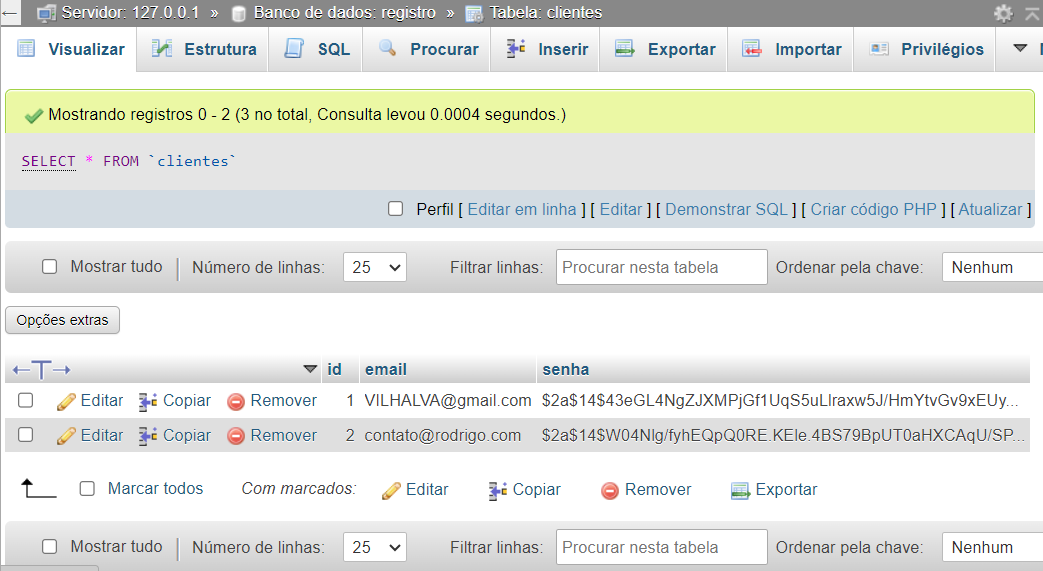 Servidor: 127.0.0.1 » Banco de dados: registro » Tabela: clientes
Visualizar Estrutura SQL Procurar Inserir Exportar Importar Privilégios
Mostrando registros 0 - 2 (3 no total, Consulta levou 0.0004 segundos.)
SELECT * FROM `clientes`
Perfil [ Editar em linha ] [ Editar ] [ Demonstrar SQL ] [ Criar código PHP ] [ Atualizar ]
Mostrar tudo Número de linhas: 25 Filtrar linhas: Procurar nesta tabela Ordenar pela chave: Nenhum
Opções extras
id email senha
Editar Copiar Remover 1 VILHALVA@gmail.com $2a$14$43eGL4NgZJXMPjGf1UqS5uLlraxw5J/HmYtvGv9xEUy...
Editar Copiar Remover 2 contato@rodrigo.com $2a$14$W04Nlg/fyhEQpQ0RE.KEle.4BS79BpUT0aHXCAqU/SP...
Marcar todos Com marcados: Editar Copiar Remover Exportar
Mostrar tudo Número de linhas: 25 Filtrar linhas: Procurar nesta tabela Ordenar pela chave: Nenhum